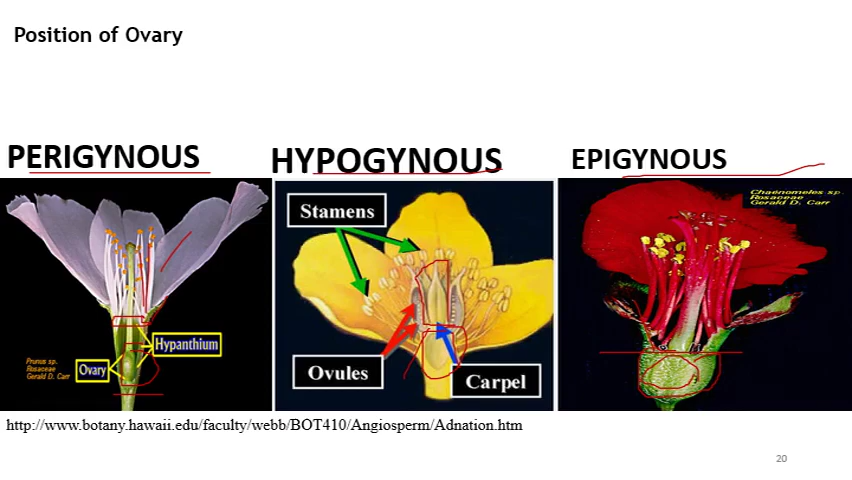 Position of Ovary
PERIGYNOUS
HYPOGYNOUS
EPIGYNOUS
Hypanthium
Ovary
Prunus sp.
Rosaceae
Gerald D. Carr
Stamens
Ovules
Carpel
Chaenomeles sp.
Rosaceae
Gerald D. Carr
http://www.botany.hawaii.edu/faculty/webb/BOT410/Angiosperm/Adnation.htm
20